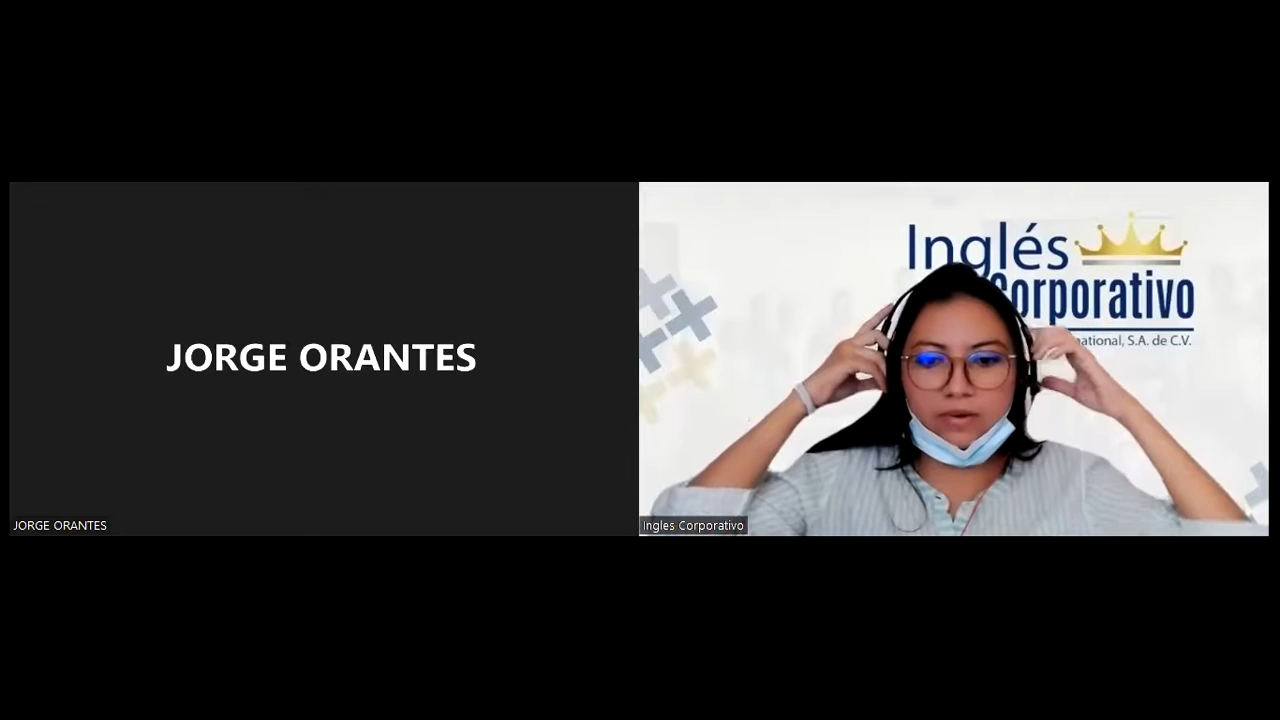 JORGE ORANTES
JORGE ORANTES
Inglés
Corporativo
national, S.A. de C.V.
Ingles Corporativo